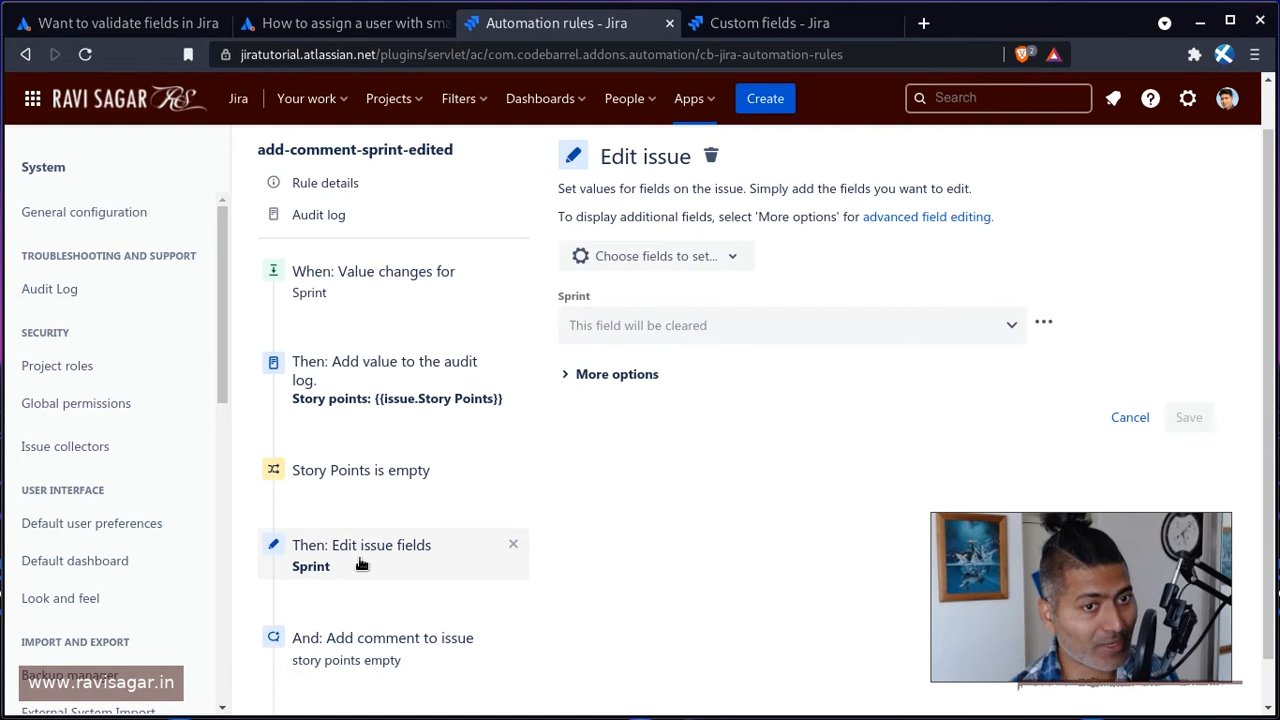 Want to validate fields in Jira
How to assign a user with sma
Automation rules - Jira
Custom fields - Jira
jiratutorial.atlassian.net/plugins/servlet/ac/com.codebarrel.addons.automation/cb-jira-automation-rules
2
RAVI SAGAR RS
Jira
Your work
Projects
Filters
Dashboards
People
Apps
Create
Search
System
General configuration
TROUBLESHOOTING AND SUPPORT
Audit Log
SECURITY
Project roles
Global permissions
Issue collectors
USER INTERFACE
Default user preferences
Default dashboard
Look and feel
IMPORT AND EXPORT
Backup manager
www.ravisagar.in
External System Import
add-comment-sprint-edited
Rule details
Audit log
When: Value changes for
Sprint
Then: Add value to the audit
log.
Story points: {{issue.Story Points}}
Story Points is empty
Then: Edit issue fields
Sprint
And: Add comment to issue
story points empty
Edit issue
Set values for fields on the issue. Simply add the fields you want to edit.
To display additional fields, select 'More options' for advanced field editing.
Choose fields to set...
Sprint
This field will be cleared
More options
Cancel
Save